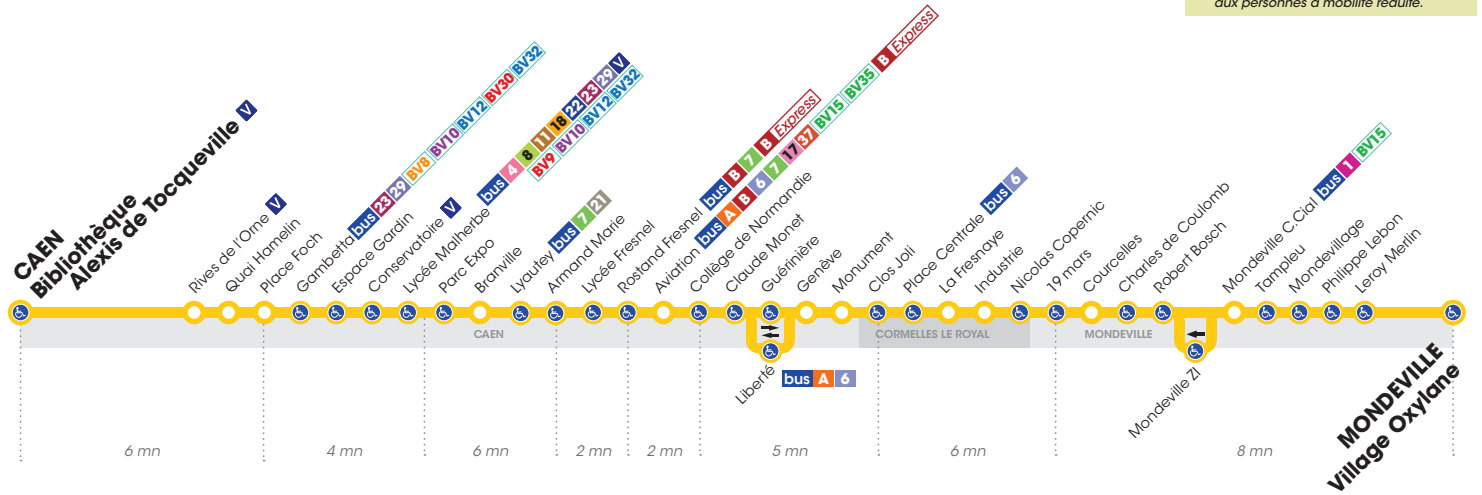 aux personnes à mobilité réduite.
CAEN
Bibliothèque
Alexis de Tocqueville V
Rives de l'Orne V
Quai Hamelin
Place Foch
Gambetta bus 23 29 BV8 BV10 BV12 BV30 BV32
Espace Gardin
Conservatoire V
Lycée Malherbe bus 4 8 11 18 22 23 29 V
BV9 BV10 BV12 BV32
Parc Expo
Branville
Lyautey bus 7 21
Armand Marie
Lycée Fresnel
Rostand Fresnel bus B 7 B Express
Aviation bus A B 6 7 17 37 BV15 BV35 B Express
Collège de Normandie
Claude Monet
Guérinière
Genève
Monument
Clos Joli
Place Centrale bus 6
La Fresnaye
Industrie
Nicolas Copernic
19 mars
Courcelles
Charles de Coulomb
Robert Bosch
Mondeville C.Cial bus 1 BV15
Tampleu
Mondevillage
Philippe Lebon
Leroy Merlin
CAEN
CORMELLES LE ROYAL
MONDEVILLE
Liberté bus A 6
Mondeville ZI
MONDEVILLE
Village Oxylane
6 mn
4 mn
6 mn
2 mn
2 mn
5 mn
6 mn
8 mn